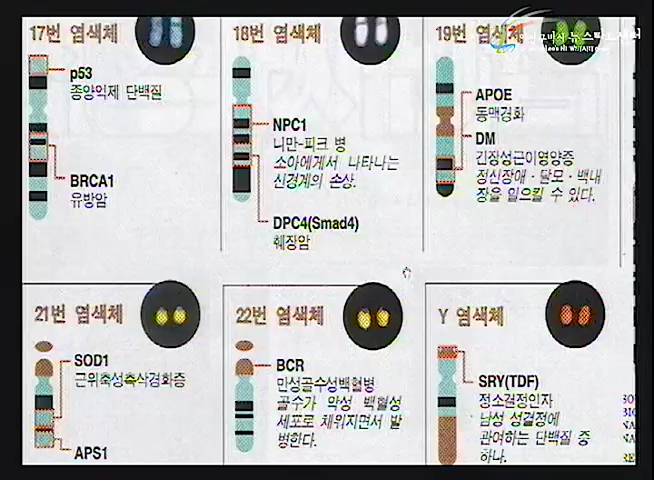 17번 염색체
p53
종양억제 단백질
BRCA1
유방암
18번 염색체
NPC1
니만-피크 병
소아에게서 나타나는
신경계의 손상.
DPC4(Smad4)
췌장암
19번 염색체
APOE
동맥경화
DM
긴장성근이영양증
정신장애·탈모·백내
장을 일으킬 수 있다.
21번 염색체
SOD1
근위축성측삭경화증
APS1
22번 염색체
BCR
만성골수성백혈병
골수가 악성 백혈성
세포로 채워지면서 발
병한다.
Y 염색체
SRY(TDF)
정소결정인자
남성 성결정에
관여하는 단백질 중
하나.
뉴스타트센터